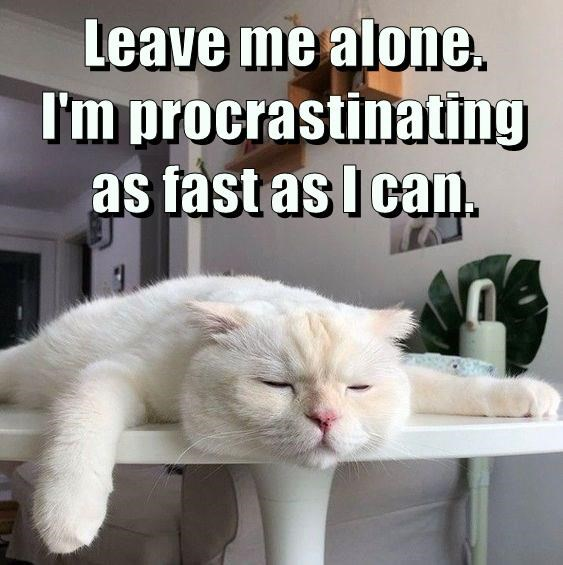 Leave me alone.
I'm procrastinating
as fast as I can.